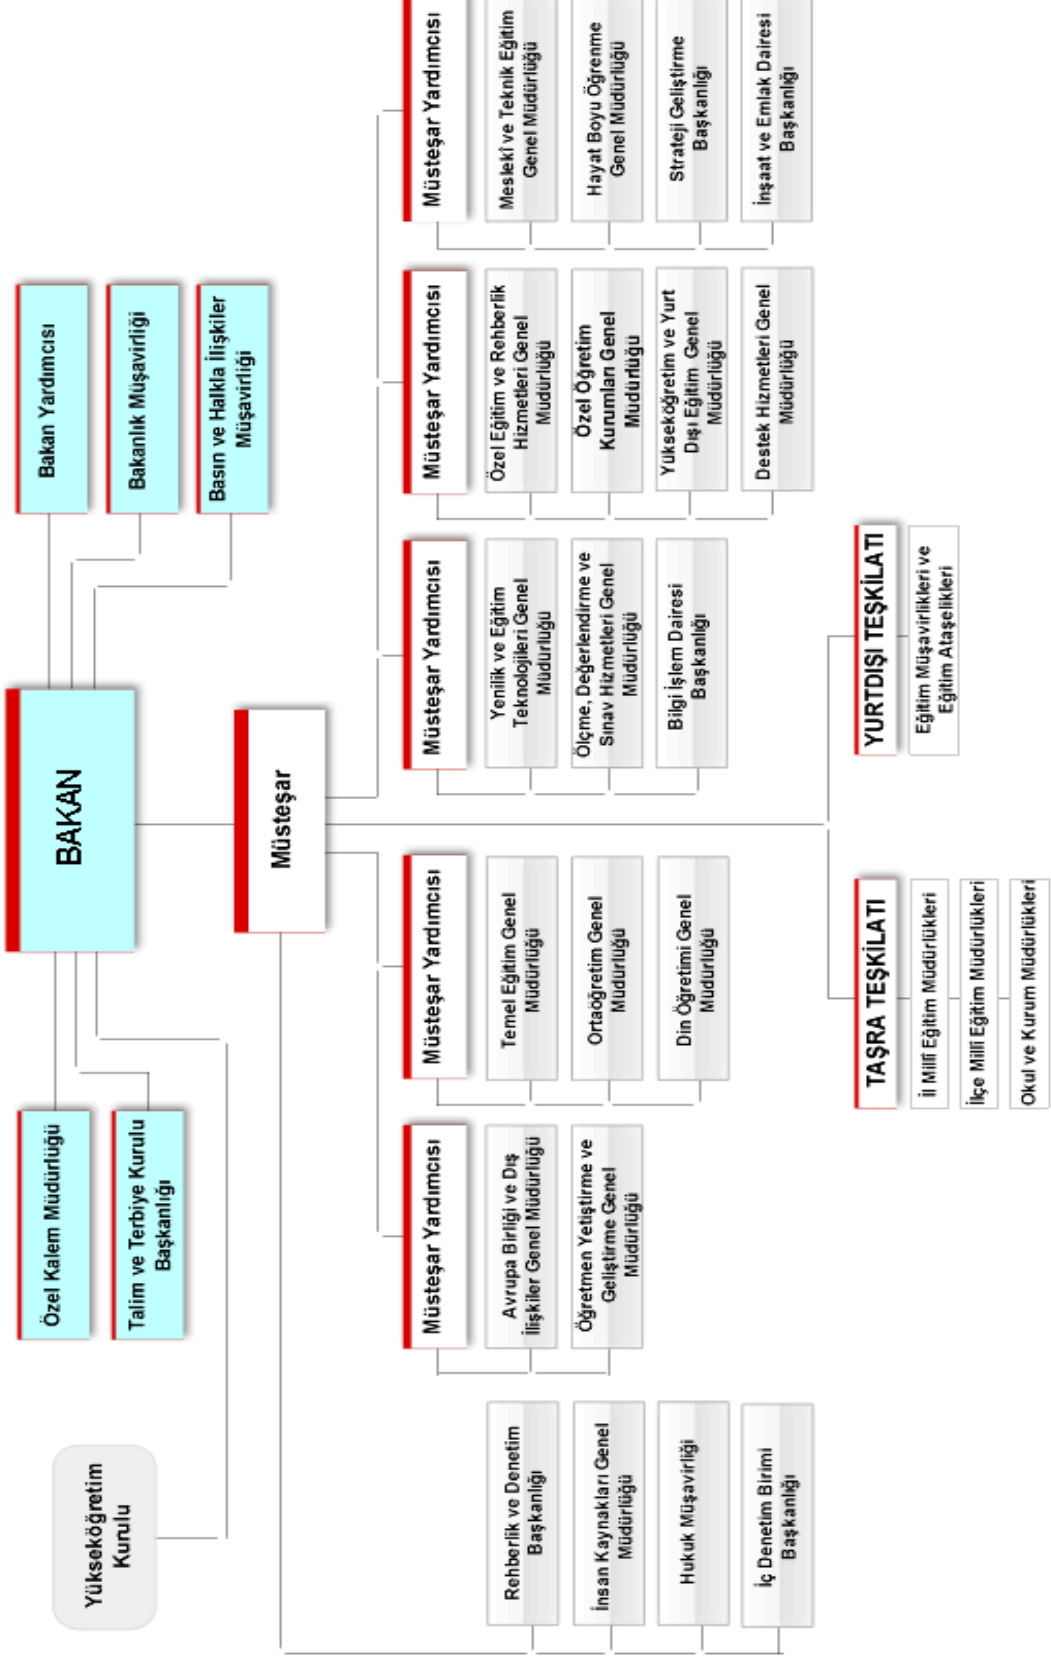 BAKAN
Özel Kalem Müdürlüğü
Talim ve Terbiye Kurulu
Başkanlığı
Yükseköğretim
Kurulu
Bakan Yardımcısı
Bakanlık Müşavirliği
Basın ve Halkla İlişkiler
Müşavirliği
Müsteşar
Rehberlik ve Denetim
Başkanlığı
İnsan Kaynakları Genel
Müdürlüğü
Hukuk Müşavirliği
İç Denetim Birimi
Başkanlığı
Müsteşar Yardımcısı
Avrupa Birliği ve Dış
İlişkiler Genel Müdürlüğü
Öğretmen Yetiştirme ve
Geliştirme Genel
Müdürlüğü
Müsteşar Yardımcısı
Temel Eğitim Genel
Müdürlüğü
Ortaöğretim Genel
Müdürlüğü
Din Öğretimi Genel
Müdürlüğü
Müsteşar Yardımcısı
Yenilik ve Eğitim
Teknolojileri Genel
Müdürlüğü
Ölçme, Değerlendirme ve
Sınav Hizmetleri Genel
Müdürlüğü
Bilgi İşlem Dairesi
Başkanlığı
Müsteşar Yardımcısı
Özel Eğitim ve Rehberlik
Hizmetleri Genel
Müdürlüğü
Özel Öğretim
Kurumları Genel
Müdürlüğü
Yükseköğretim ve Yurt
Dışı Eğitim Genel
Müdürlüğü
Destek Hizmetleri Genel
Müdürlüğü
Müsteşar Yardımcısı
Meslekî ve Teknik Eğitim
Genel Müdürlüğü
Hayat Boyu Öğrenme
Genel Müdürlüğü
Strateji Geliştirme
Başkanlığı
İnşaat ve Emlak Dairesi
Başkanlığı
TAŞRA TEŞKİLATI
İl Millî Eğitim Müdürlükleri
İlçe Millî Eğitim Müdürlükleri
Okul ve Kurum Müdürlükleri
YURTDIŞI TEŞKİLATI
Eğitim Müşavirlikleri ve
Eğitim Ataşelikleri